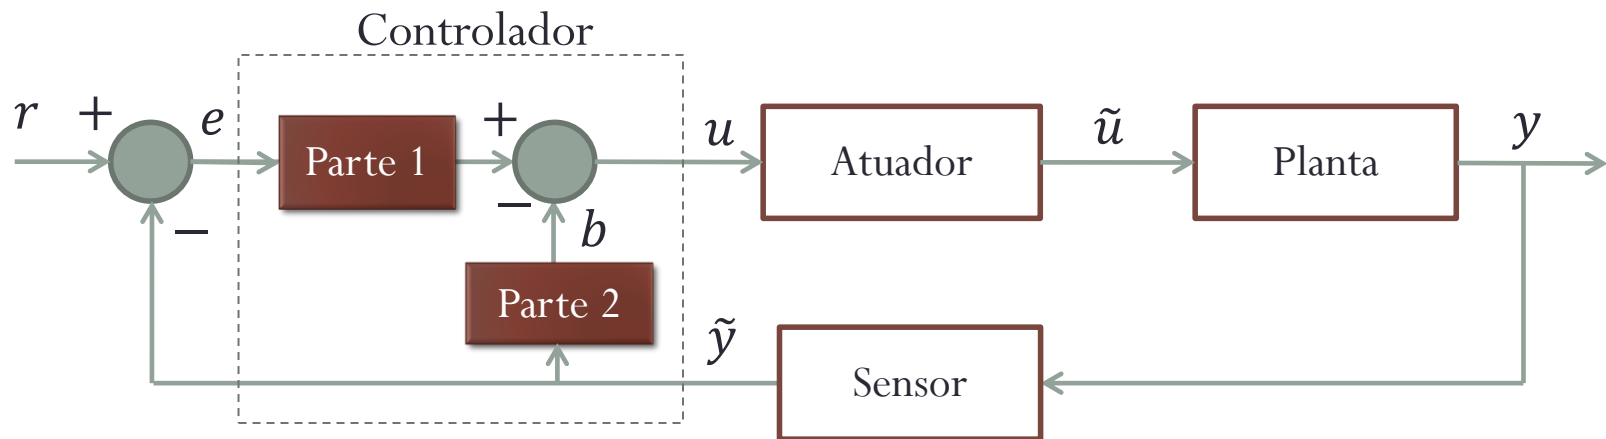 Controlador
r
+
e
Parte 1
+
−
u
Atuador
ũ
Planta
y
−
b
Parte 2
ỹ
Sensor